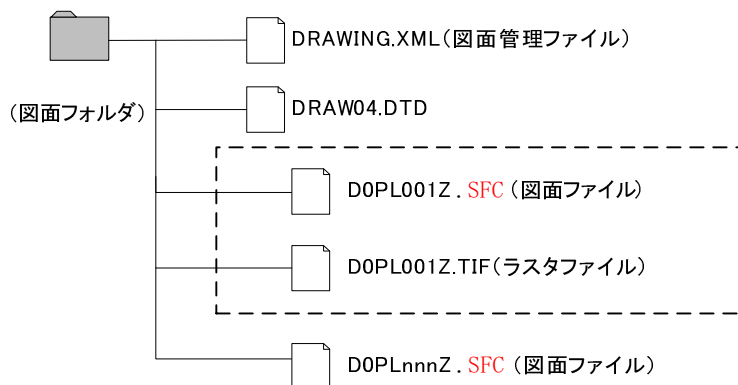 DRAWING.XML(図面管理ファイル)
(図面フォルダ)
DRAW04.DTD
D0PL001Z.SFC(図面ファイル)
D0PL001Z.TIF(ラスタファイル)
D0PLnnnZ.SFC(図面ファイル)